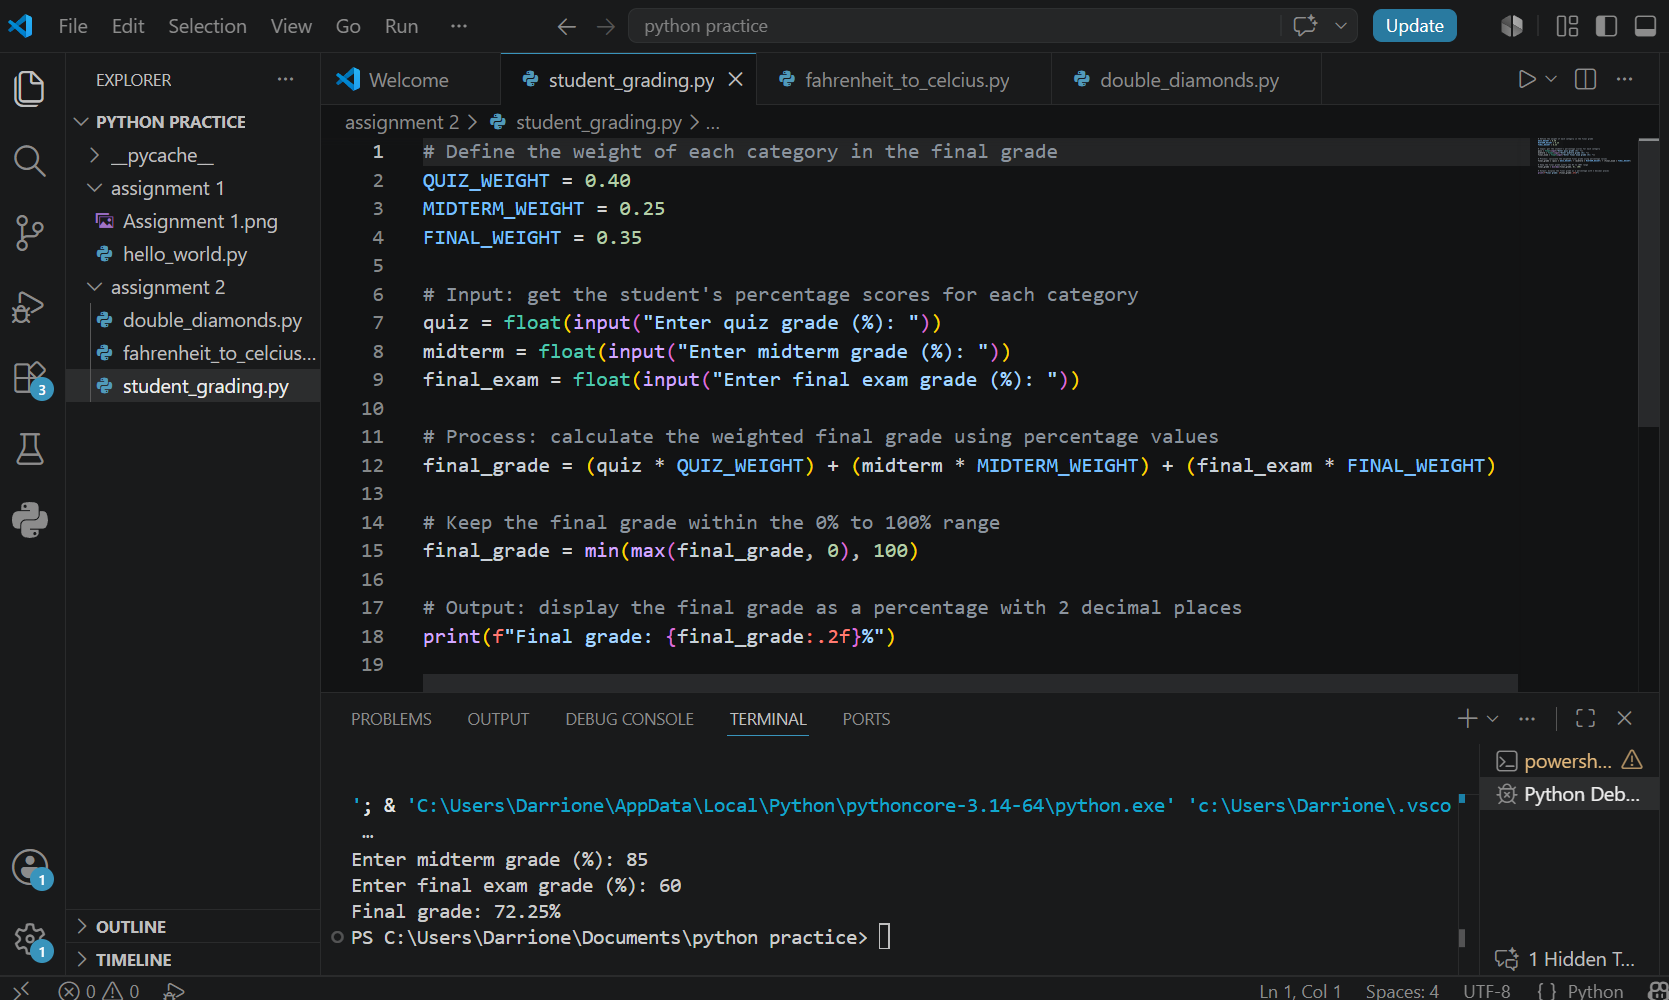 File Edit Selection View Go Run ···
python practice
Update
EXPLORER ···
PYTHON PRACTICE
__pycache__
assignment 1
Assignment 1.png
hello_world.py
assignment 2
double_diamonds.py
fahrenheit_to_celcius...
student_grading.py
3
1
1
OUTLINE
TIMELINE
Welcome
student_grading.py
fahrenheit_to_celcius.py
double_diamonds.py
···
assignment 2 > student_grading.py > ...
1 # Define the weight of each category in the final grade
2 QUIZ_WEIGHT = 0.40
3 MIDTERM_WEIGHT = 0.25
4 FINAL_WEIGHT = 0.35
5
6 # Input: get the student's percentage scores for each category
7 quiz = float(input("Enter quiz grade (%): "))
8 midterm = float(input("Enter midterm grade (%): "))
9 final_exam = float(input("Enter final exam grade (%): "))
10
11 # Process: calculate the weighted final grade using percentage values
12 final_grade = (quiz * QUIZ_WEIGHT) + (midterm * MIDTERM_WEIGHT) + (final_exam * FINAL_WEIGHT)
13
14 # Keep the final grade within the 0% to 100% range
15 final_grade = min(max(final_grade, 0), 100)
16
17 # Output: display the final grade as a percentage with 2 decimal places
18 print(f"Final grade: {final_grade:.2f}%")
19
PROBLEMS OUTPUT DEBUG CONSOLE TERMINAL PORTS
···
'; & 'C:\Users\Darrione\AppData\Local\Python\pythoncore-3.14-64\python.exe' 'c:\Users\Darrione\.vsco
…
Enter midterm grade (%): 85
Enter final exam grade (%): 60
Final grade: 72.25%
PS C:\Users\Darrione\Documents\python practice>
powersh...
Python Deb...
1 Hidden T...
0 0
Ln 1, Col 1 Spaces: 4 UTF-8 {} Python